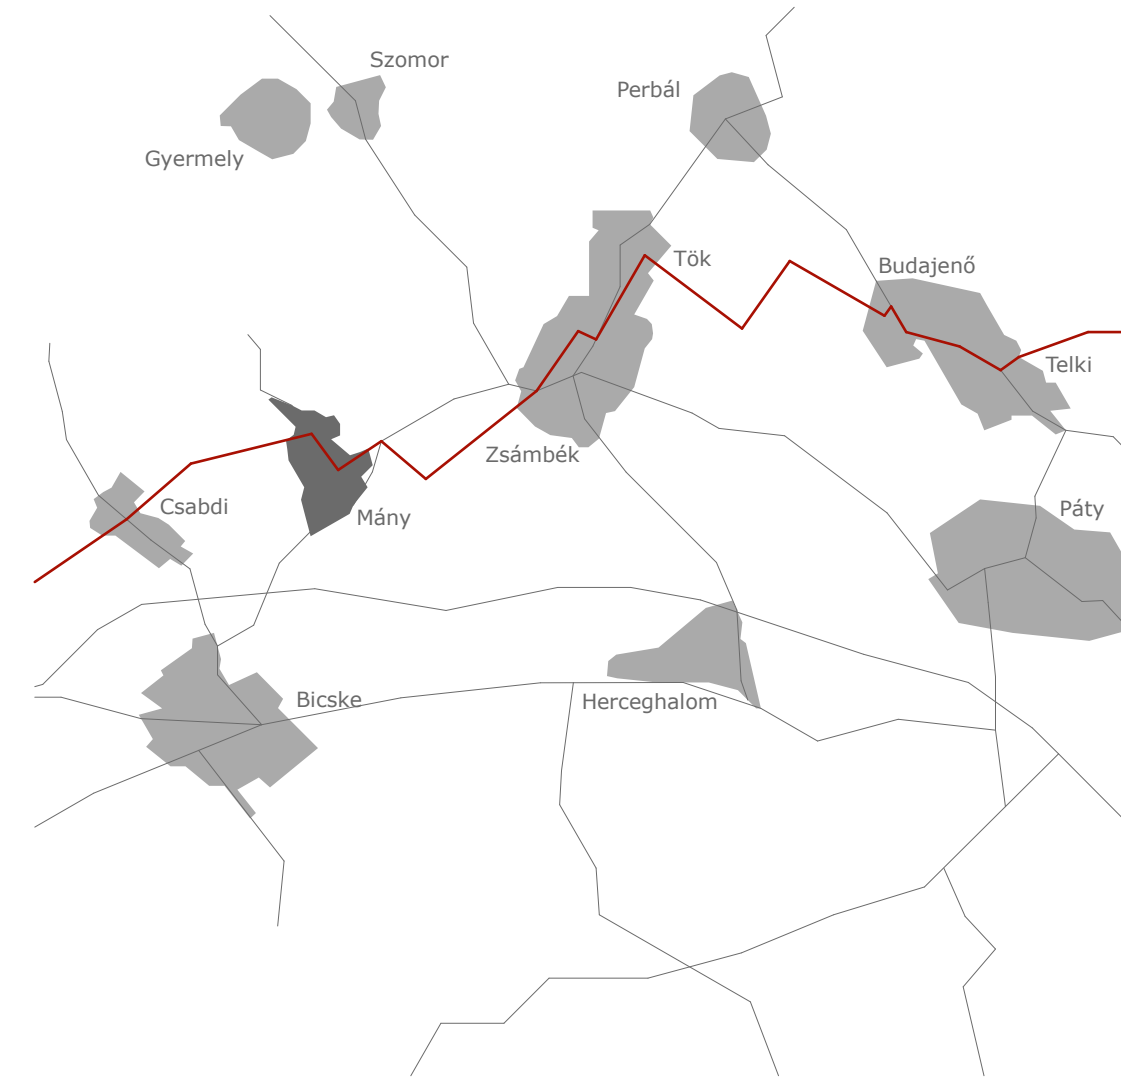 Szomor
Perbál
Gyermely
Tök
Budajenő
Telki
Zsámbék
Csabdi
Mány
Páty
Bicske
Herceghalom